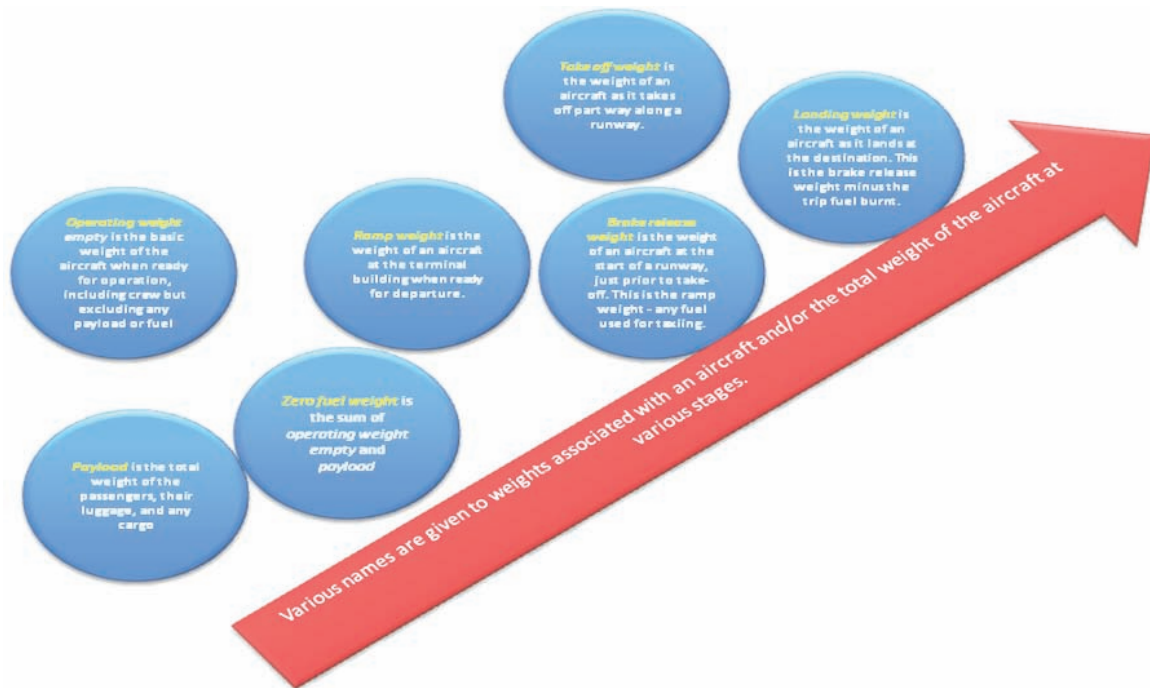 Take off weight is
the weight of an
aircraft as it takes
off part way along a
runway.
Landing weight is
the weight of an
aircraft as it lands at
the destination. This
is the brake release
weight minus the
trip fuel burnt.
Operating weight
empty is the basic
weight of the
aircraft when ready
for operation,
including crew but
excluding any
payload or fuel
Ramp weight is the
weight of an aircraft
at the terminal
building when ready
for departure.
Brake release
weight is the weight
of an aircraft at the
start of a runway,
just prior to take-
off. This is the ramp
weight - any fuel
used for taxiing.
Zero fuel weight is
the sum of
operating weight
empty and
payload
Payload is the total
weight of the
passengers, their
luggage, and any
cargo
Various names are given to weights associated with an aircraft and/or the total weight of the aircraft at
various stages.